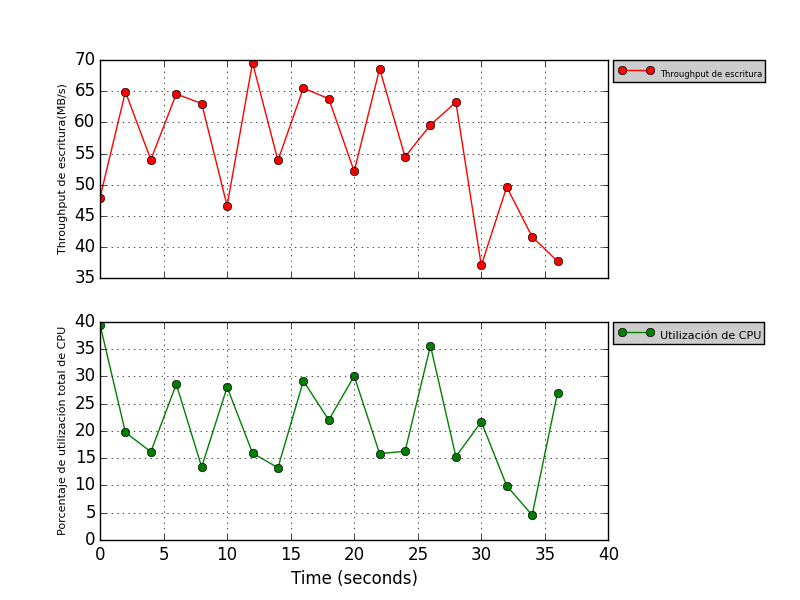 70
65
60
55
50
45
40
35
Throughput de escritura(MB/s)
Throughput de escritura
40
35
30
25
20
15
10
5
0
Porcentaje de utilización total de CPU
Utilización de CPU
0 5 10 15 20 25 30 35 40
Time (seconds)